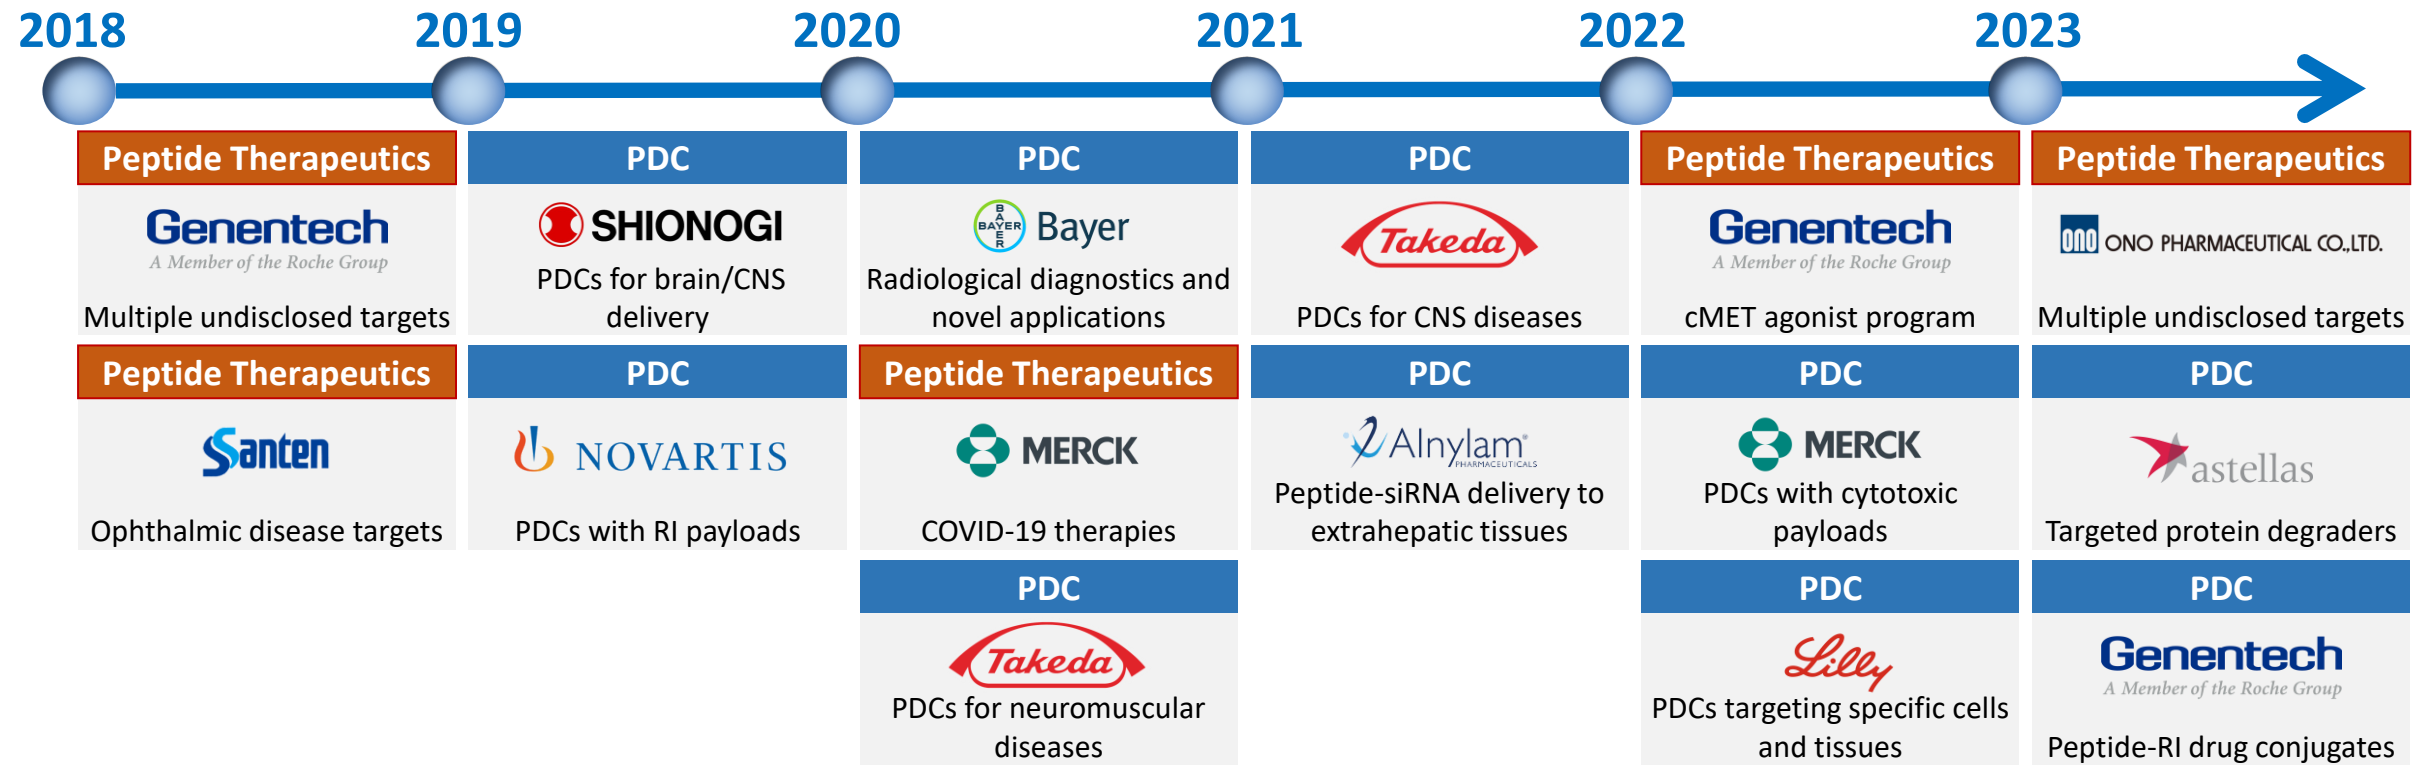 2018
2019
2020
2021
2022
2023
Peptide Therapeutics
Genentech
A Member of the Roche Group
Multiple undisclosed targets
PDC
SHIONOGI
PDCs for brain/CNS
delivery
PDC
BAYER
BAYER
Bayer
Radiological diagnostics and
novel applications
PDC
Takeda
PDCs for CNS diseases
Peptide Therapeutics
Genentech
A Member of the Roche Group
cMET agonist program
Peptide Therapeutics
ono ONO PHARMACEUTICAL CO.,LTD.
Multiple undisclosed targets
Peptide Therapeutics
Santen
Ophthalmic disease targets
PDC
NOVARTIS
PDCs with RI payloads
Peptide Therapeutics
MERCK
COVID-19 therapies
PDC
Alnylam
PHARMACEUTICALS
Peptide-siRNA delivery to
extrahepatic tissues
PDC
MERCK
PDCs with cytotoxic
payloads
PDC
astellas
Targeted protein degraders
PDC
Takeda
PDCs for neuromuscular
diseases
PDC
Lilly
PDCs targeting specific cells
and tissues
PDC
Genentech
A Member of the Roche Group
Peptide-RI drug conjugates